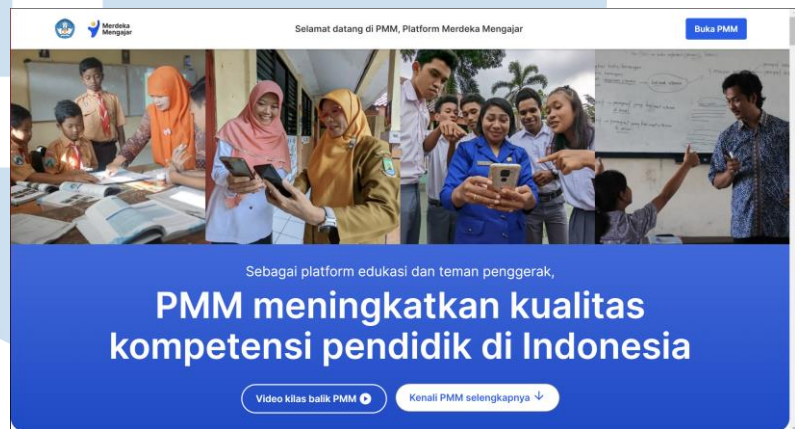 Merdeka
Mengajar
Selamat datang di PMM, Platform Merdeka Mengajar
Buka PMM
Sebagai platform edukasi dan teman penggerak,
PMM meningkatkan kualitas
kompetensi pendidik di Indonesia
Video kilas balik PMM
Kenali PMM selengkapnya